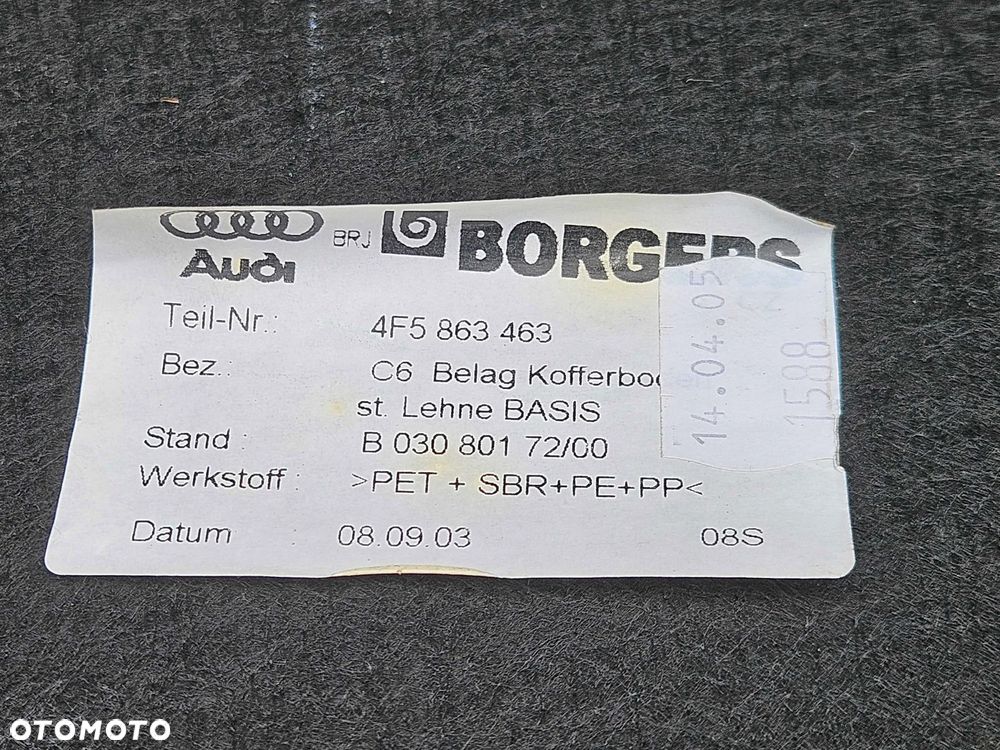 Audi
BRJ
BORGERS
Teil-Nr.: 4F5 863 463
Bez.: C6 Belag
st. Lehne BASIS
Stand : B 030 801 72/00
Werkstoff : >PET + SBR+PE+PP<
Datum 08.09.03 08S
14.04.05
1588
OTOMOTO